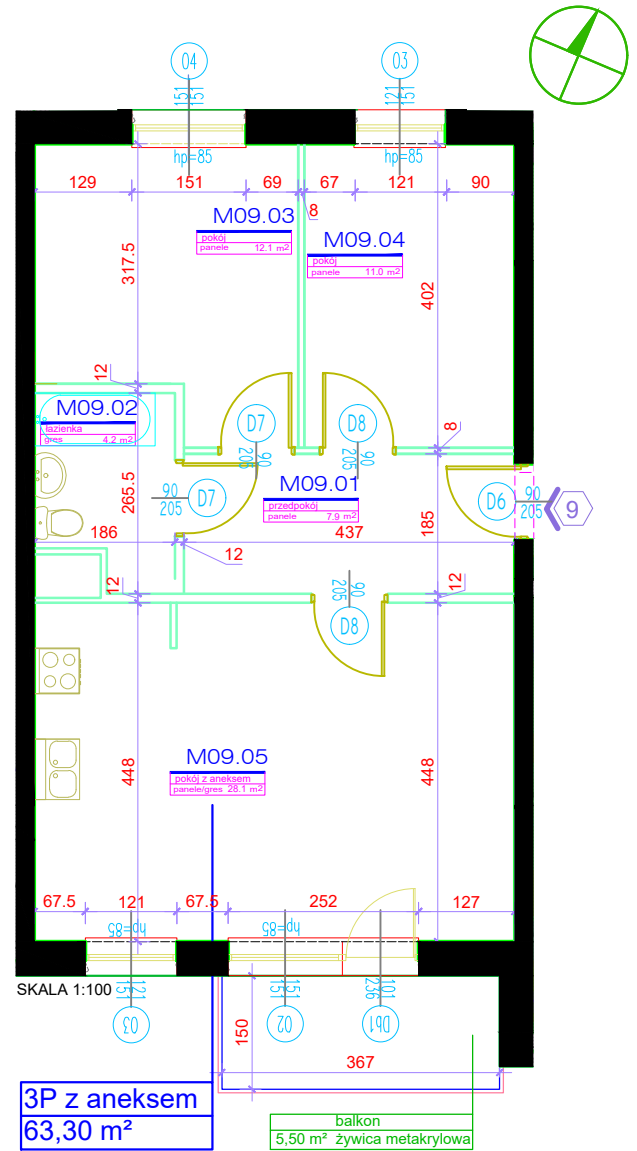 04
03
151
151
121
151
hp=85
hp=85
129
151
69
67
121
90
8
M09.03
pokój
panele 12.1 m²
M09.04
pokój
panele 11.0 m²
317.5
402
12
8
M09.02
łazienka
gres 4.2 m²
D7
90
205
D8
90
205
265.5
90
205
D7
M09.01
przedpokój
panele 7.9 m²
D6
90
205
9
186
12
437
185
12
12
90
205
D8
448
448
M09.05
pokój z aneksem
panele/gres 28.1 m²
67.5
121
67.5
252
127
hp=85
hp=85
SKALA 1:100
121
151
151
151
101
236
03
02
Db1
150
367
3P z aneksem
63,30 m²
balkon
5,50 m² żywica metakrylowa